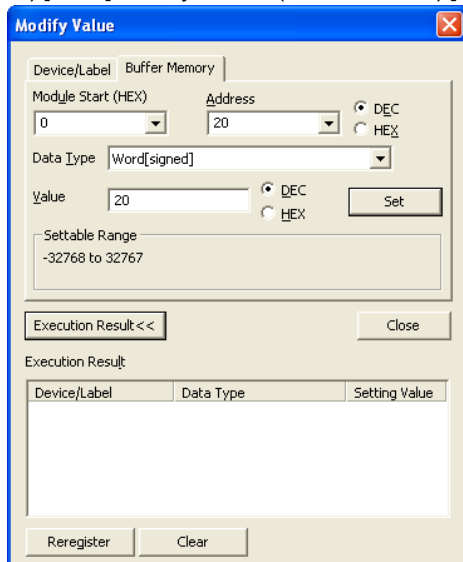 Modify Value
Device/Label Buffer Memory
Module Start (HEX) Address
0 20 DEC
HEX
Data Type Word[signed]
Value 20 DEC
HEX Set
Settable Range
-32768 to 32767
Execution Result<< Close
Execution Result
Device/Label Data Type Setting Value
Reregister Clear